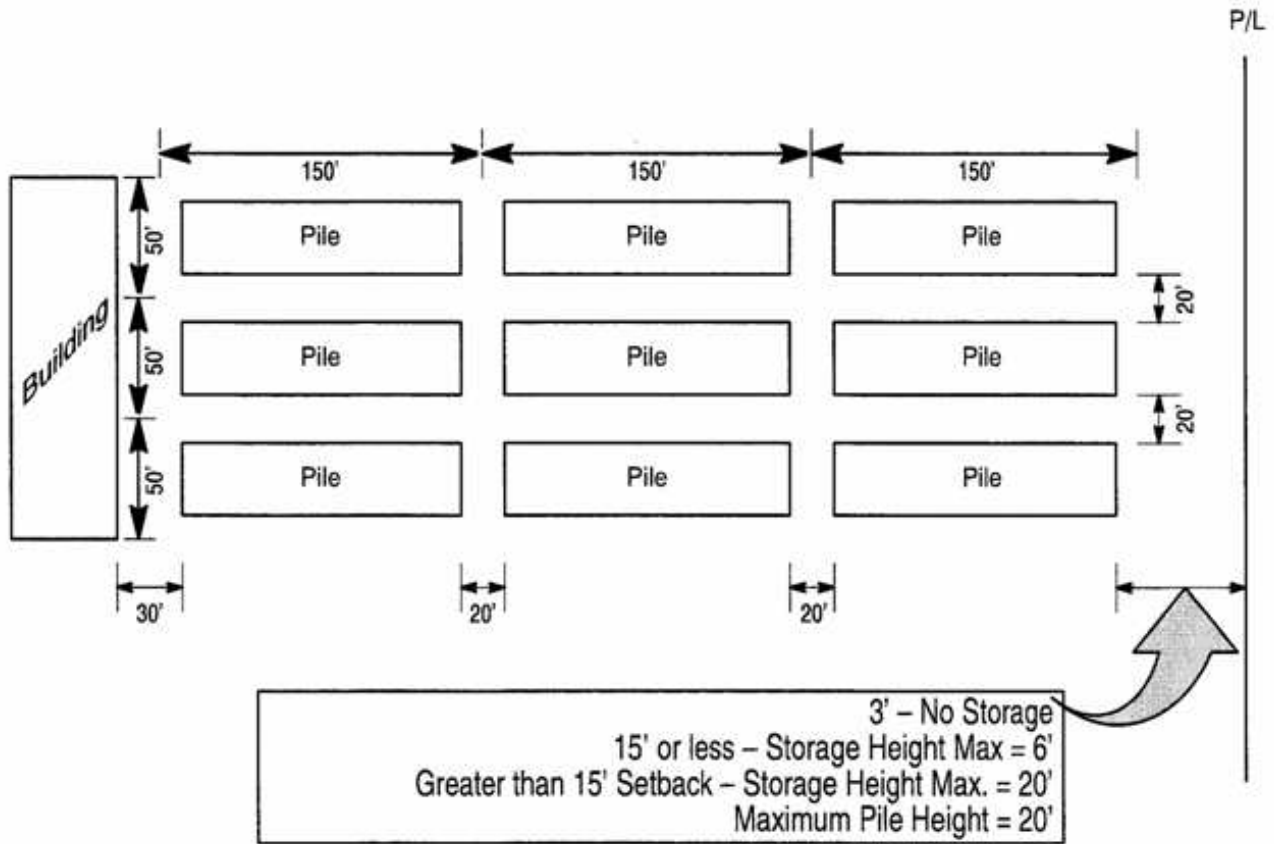 P/L
150'
150'
150'
Building
50'
50'
50'
Pile
Pile
Pile
20'
Pile
Pile
Pile
20'
Pile
Pile
Pile
30'
20'
20'
3' – No Storage
15' or less – Storage Height Max = 6'
Greater than 15' Setback – Storage Height Max. = 20'
Maximum Pile Height = 20'